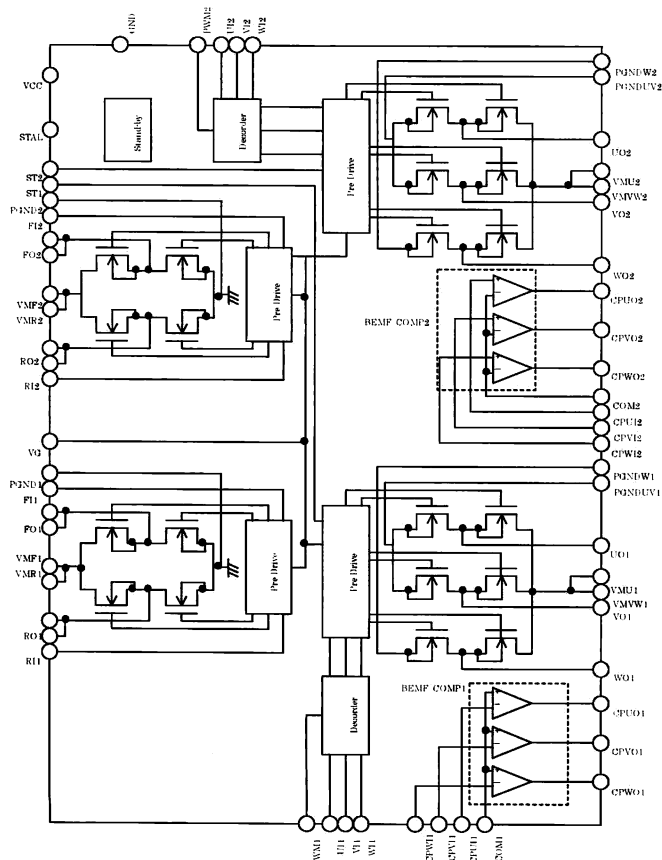 GND
PWM2
UI2
VI2
WI2
VCC
STAL
ST2
ST1
PGND2
FI2
FO2
VMF2
VMR2
RO2
RI2
VG
PGND1
FI1
FO1
VMF1
VMR1
RO1
RI1
Stand-by
Decorder
Pre Drive
Pre Drive
PGNDW2
PGNDUV2
UO2
VMU2
VMVW2
VO2
WO2
BEMF COMP2
CPUO2
CPVO2
CPWO2
COM2
CPUI2
CPVI2
CPWI2
PGNDW1
PGNDUV1
UO1
VMU1
VMVW1
VO1
WO1
Pre Drive
Pre Drive
Decorder
BEMF COMP1
CPUO1
CPVO1
CPWO1
UI1
VI1
WI1
CPWI1
CPVI1
CPUI1
COM1